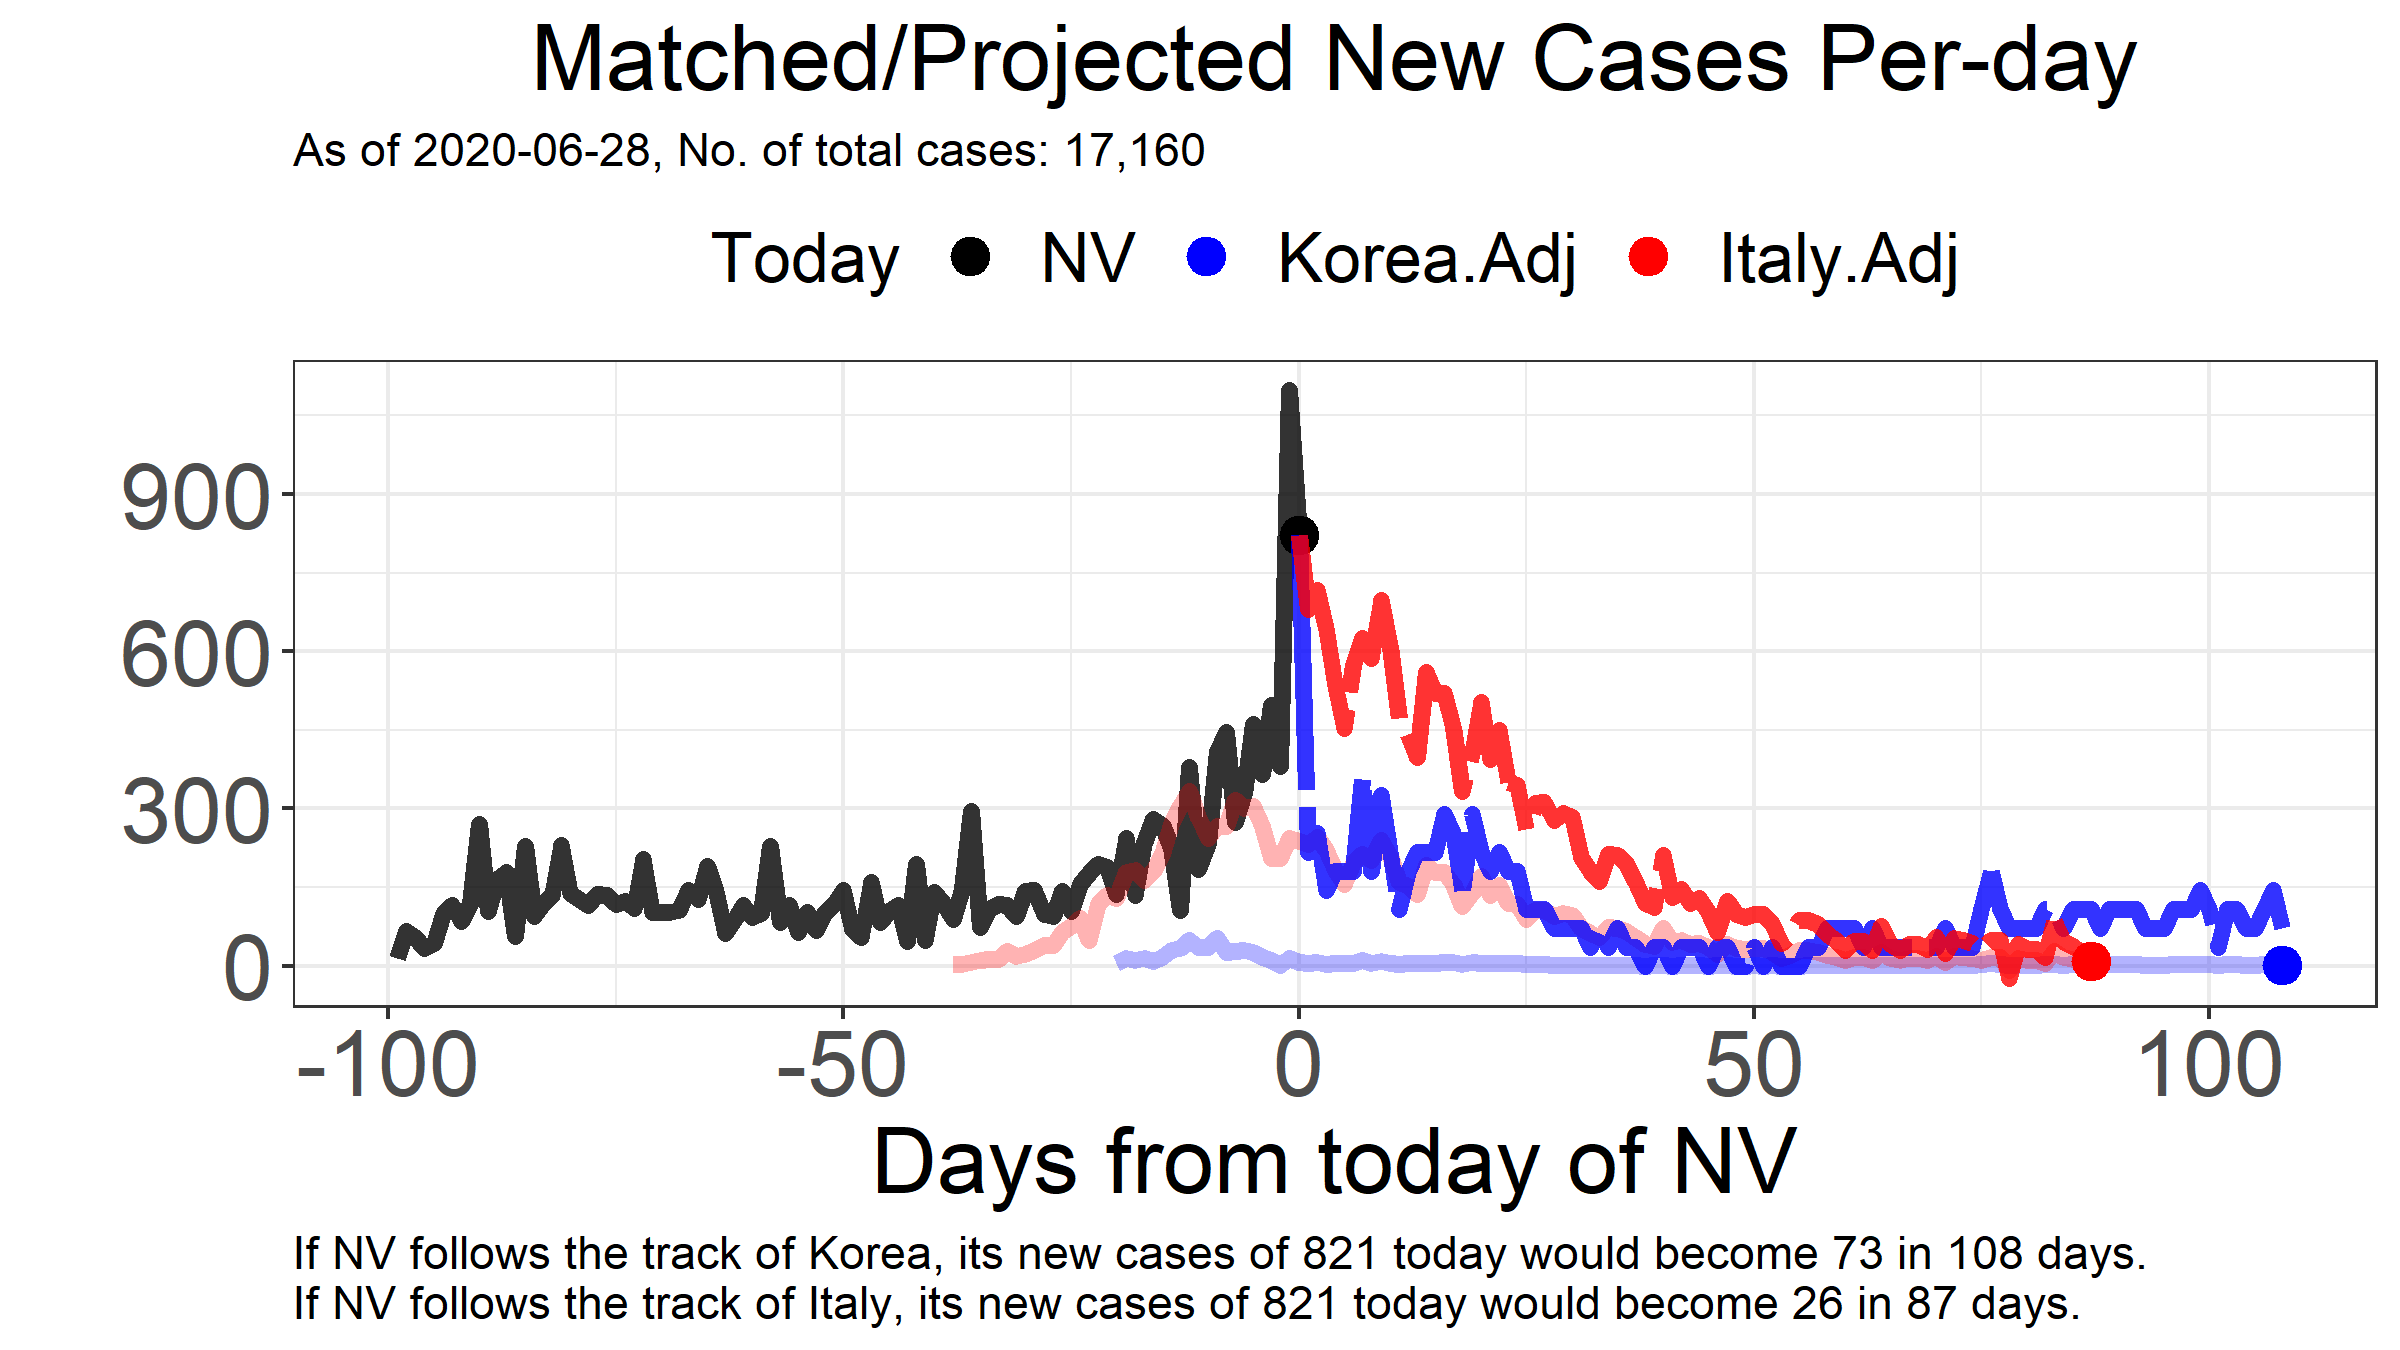 Matched/Projected New Cases Per-day
As of 2020-06-28, No. of total cases: 17,160
Today NV Korea.Adj Italy.Adj
900
600
300
0
-100 -50 0 50 100
Days from today of NV
If NV follows the track of Korea, its new cases of 821 today would become 73 in 108 days.
If NV follows the track of Italy, its new cases of 821 today would become 26 in 87 days.